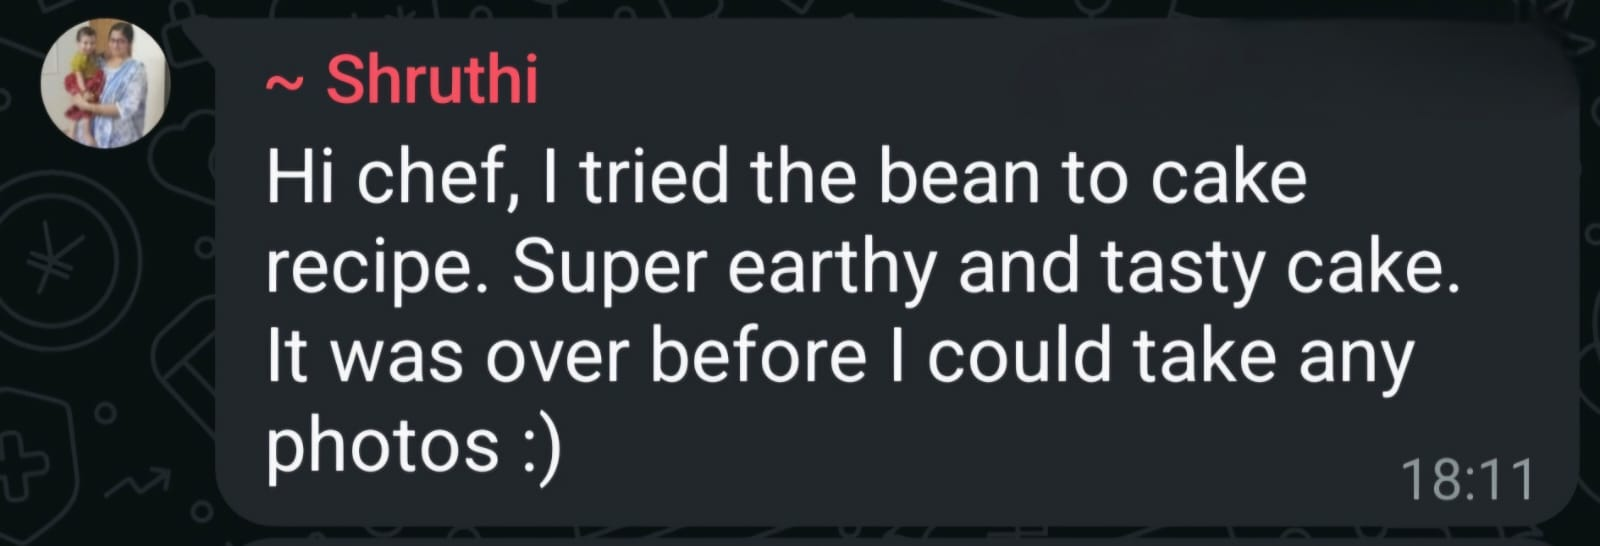 ~ Shruthi
Hi chef, I tried the bean to cake
recipe. Super earthy and tasty cake.
It was over before I could take any
photos :)
18:11